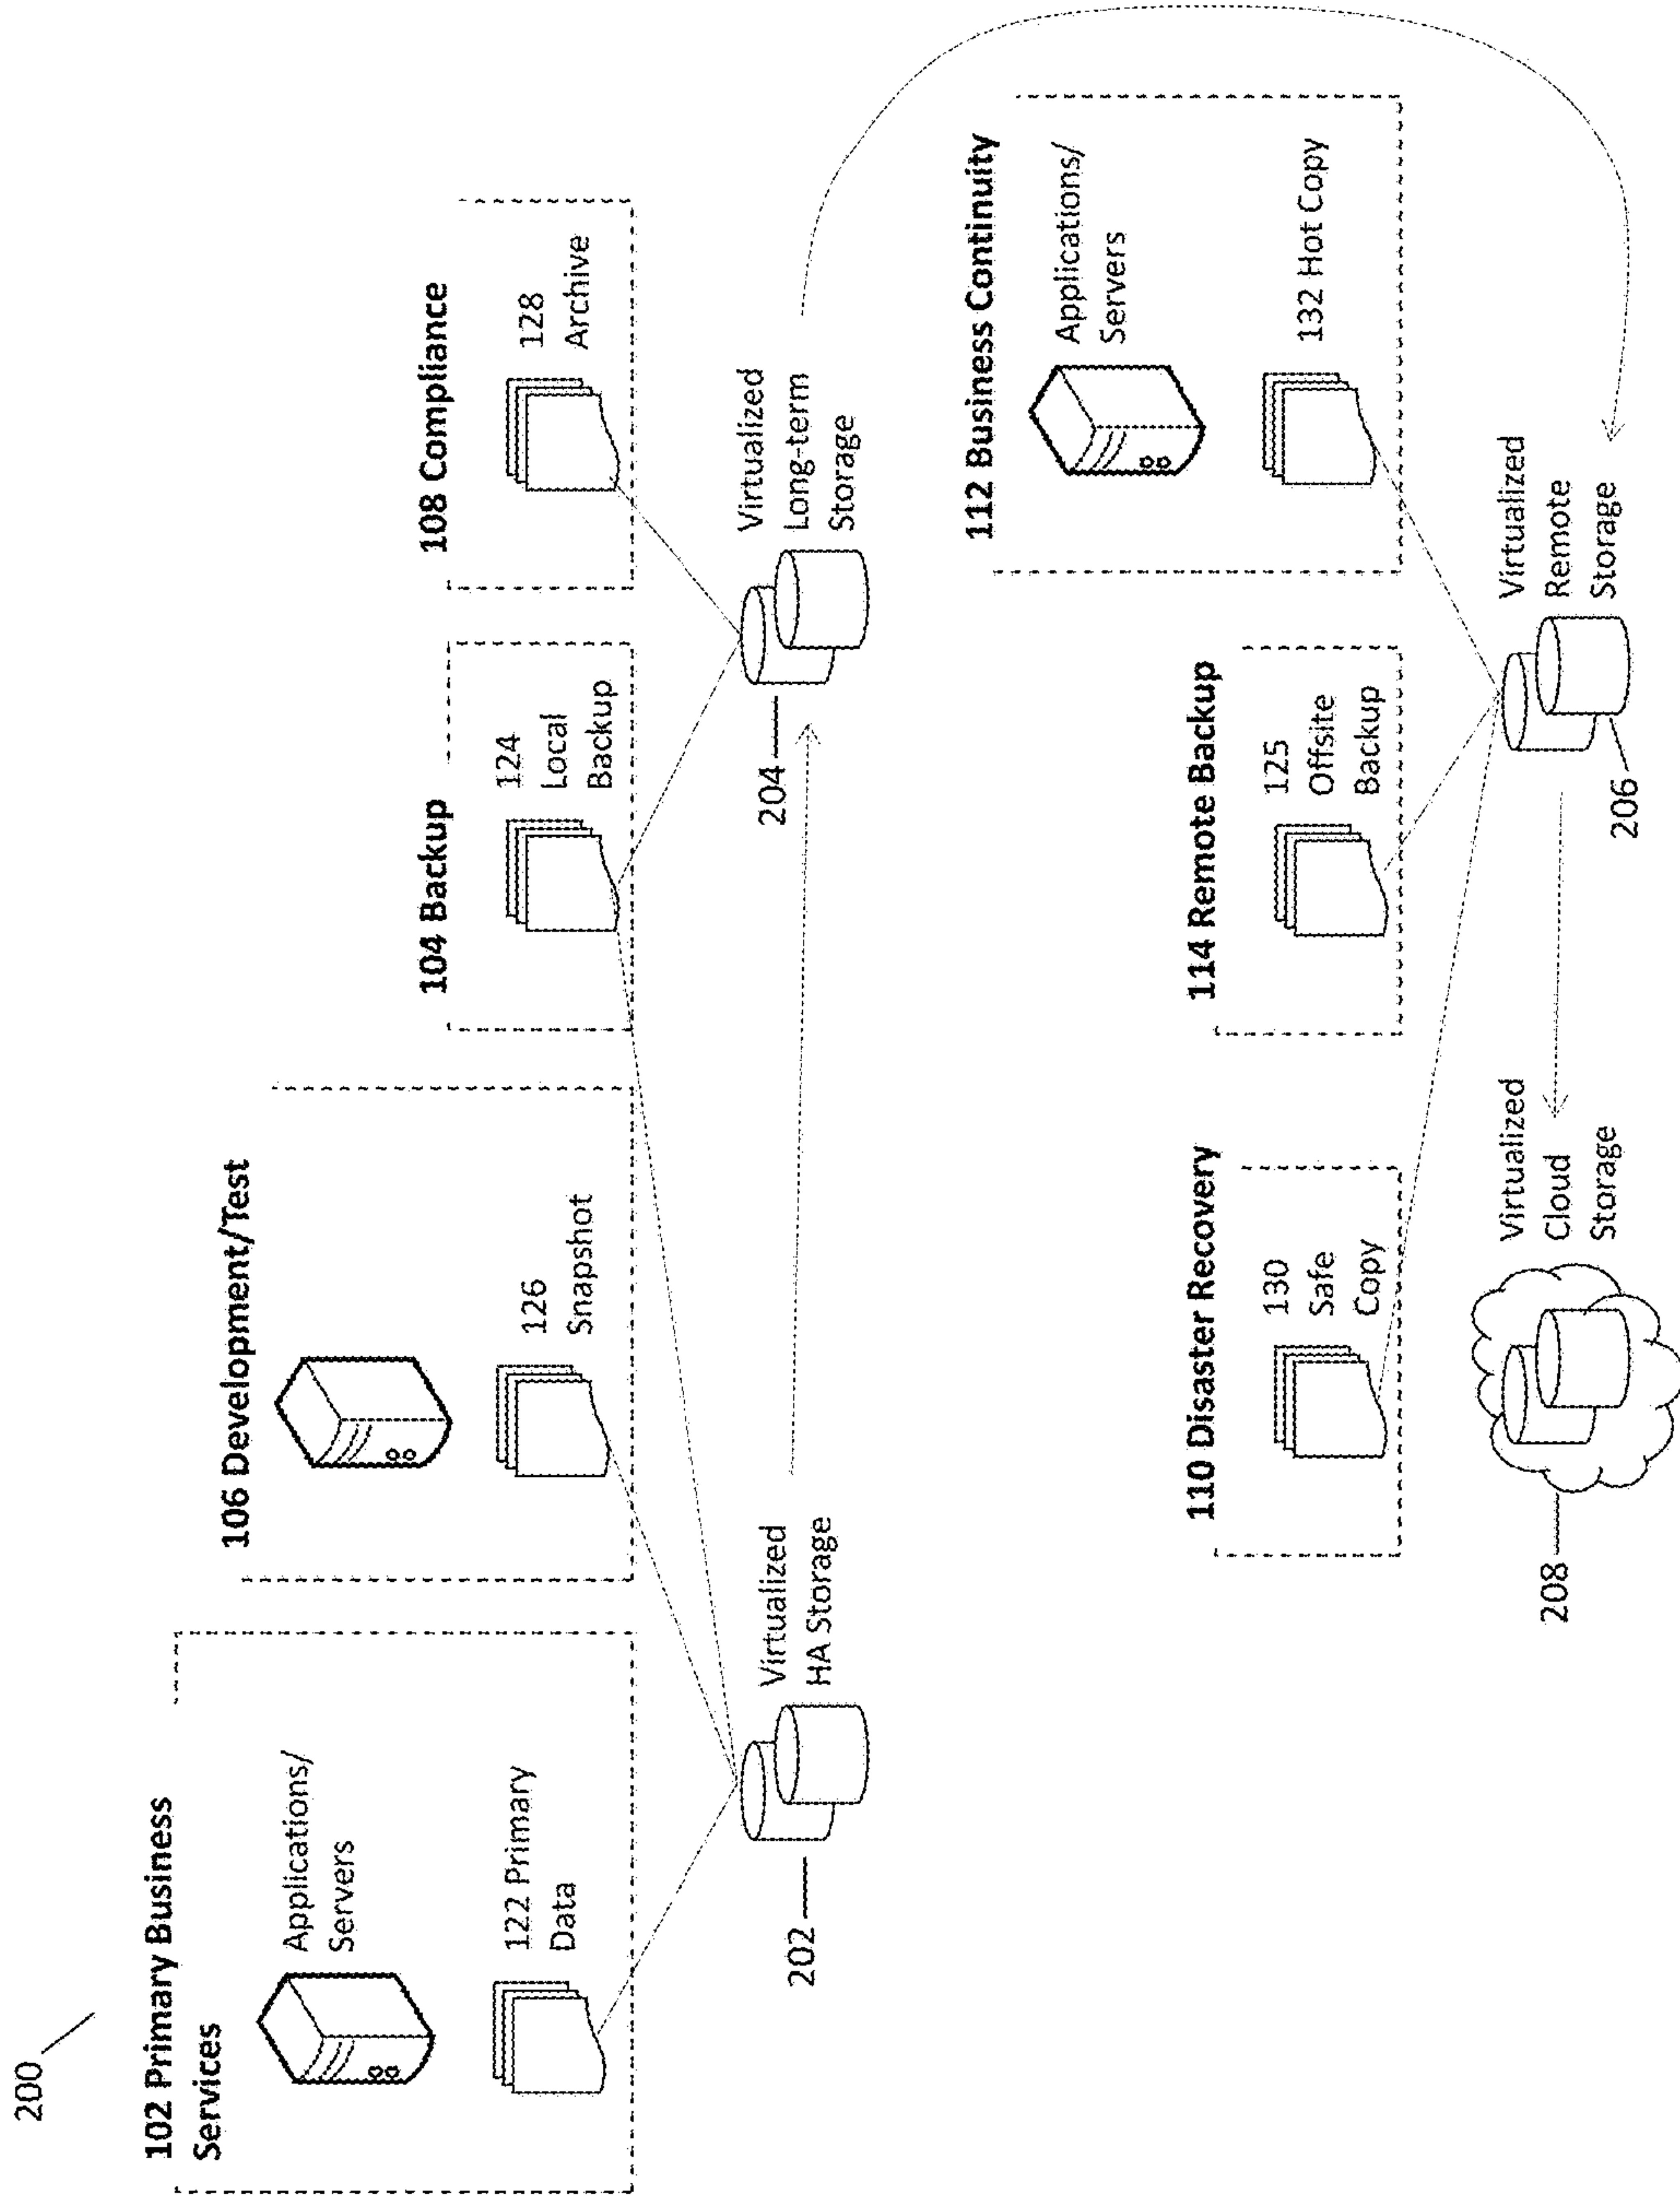 200
102 Primary Business
Services
Applications/
Servers
122 Primary
Data
106 Development/Test
126
Snapshot
104 Backup
124
Local
Backup
108 Compliance
128
Archive
202
Virtualized
HA Storage
204
Virtualized
Long-term
Storage
110 Disaster Recovery
130
Safe
Copy
114 Remote Backup
125
Offsite
Backup
112 Business Continuity
Applications/
Servers
132 Hot Copy
208
Virtualized
Cloud
Storage
206
Virtualized
Remote
Storage